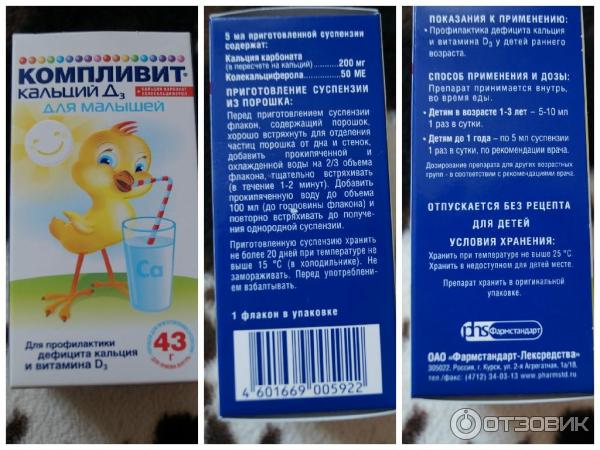 КОМПЛИВИТ®
КАЛЬЦИЙ Д3
+ КАЛЬЦИЯ КАРБОНАТ
ХОЛЕКАЛЬЦИФЕРОЛ
ДЛЯ МАЛЫШЕЙ
Ca
Для профилактики
дефицита кальция
и витамина D3
43
г
5 мл приготовленной суспензии
содержат:
Кальция карбоната
(в пересчете на кальций) 200 мг
Колекальциферола 50 МЕ
ПРИГОТОВЛЕНИЕ СУСПЕНЗИИ
ИЗ ПОРОШКА:
Перед приготовлением суспензии
флакон, содержащий порошок,
хорошо встряхнуть для отделения
частиц порошка от дна и стенок,
добавить прокипяченной и
охлажденной воды на 2/3 объема
флакона, тщательно встряхивать
(в течение 1-2 минут). Добавить
прокипяченную воду до объема
100 мл (до горловины флакона) и
повторно встряхивать до получе-
ния однородной суспензии.
Приготовленную суспензию хранить
не более 20 дней при температуре не
выше 15 °С (в холодильнике). Не
замораживать. Перед употреблени-
ем взбалтывать.
1 флакон в упаковке
4 601669 005922
ПОКАЗАНИЯ К ПРИМЕНЕНИЮ:
• Профилактика дефицита кальция
и витамина D3 у детей раннего
возраста.
СПОСОБ ПРИМЕНЕНИЯ И ДОЗЫ:
Препарат принимается внутрь,
во время еды.
• Детям в возрасте 1-3 лет – 5-10 мл
1 раз в сутки.
• Детям до 1 года – по 5 мл суспензии
1 раз в сутки, по рекомендации врача.
Дозирование препарата для других возрастных
групп - в соответствии с рекомендациями врача.
ОТПУСКАЕТСЯ БЕЗ РЕЦЕПТА
ДЛЯ ДЕТЕЙ
УСЛОВИЯ ХРАНЕНИЯ:
Хранить при температуре не выше 25 °С.
Хранить в недоступном для детей месте.
Препарат хранить в оригинальной
упаковке.
phs Фармстандарт
ОАО «Фармстандарт-Лексредства»
305022, Россия, г. Курск, ул. 2-я Агрегатная, 1а/18,
тел./факс (4712) 34-03-13 www.pharmstd.ru
ОТЗОВИК